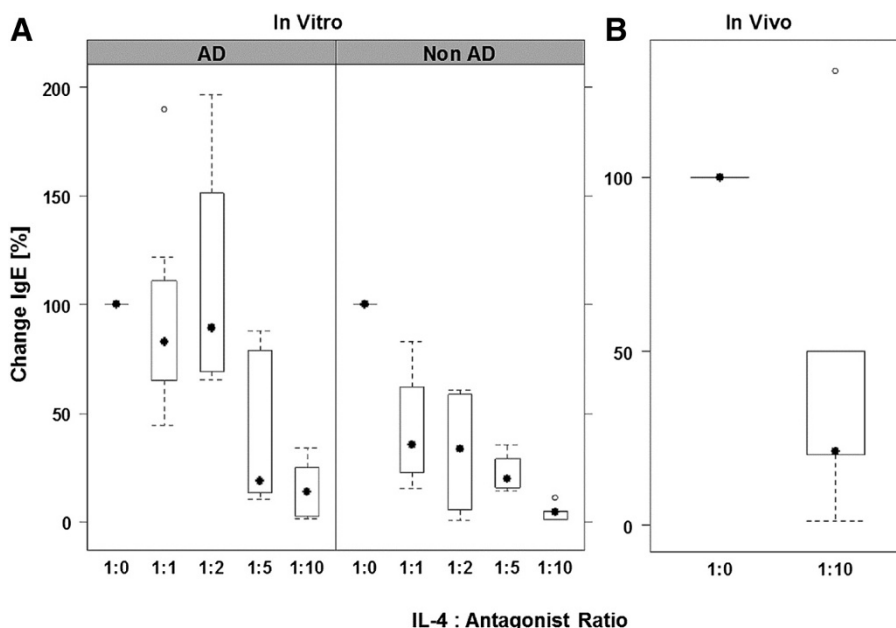 A In Vitro B In Vivo
AD Non AD
200
150
100
50
0
Change IgE [%]
1:0 1:1 1:2 1:5 1:10 1:0 1:1 1:2 1:5 1:10
100
50
0
1:0 1:10
IL-4 : Antagonist Ratio